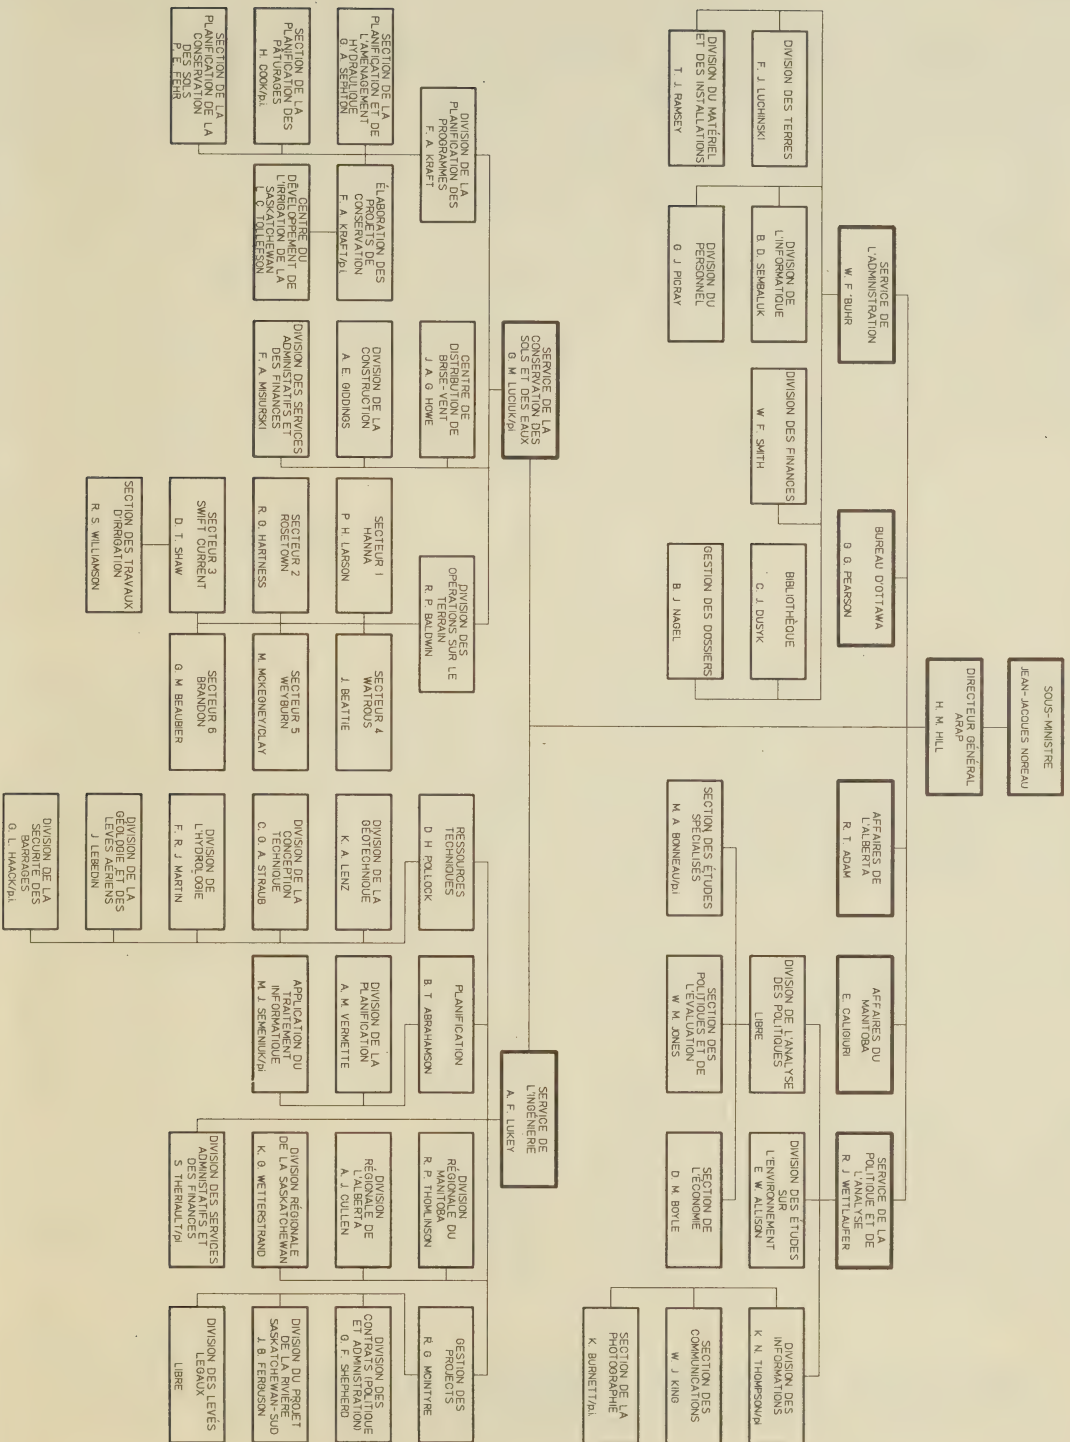 SOUS-MINISTRE
JEAN-JACQUES NOREAU
DIRECTEUR GÉNÉRAL
ARAP
H. M. HILL
SERVICE DE
L'ADMINISTRATION
W. F. BUHR
BUREAU D'OTTAWA
G. G. PEARSON
AFFAIRES DE
L'ALBERTA
R. T. ADAM
AFFAIRES DU
MANITOBA
E. CALIGIURI
SERVICE DE LA
POLITIQUE ET DE
L'ANALYSE
R. J. WETTLAUFER
DIVISION DES TERRES
F. J. LUCHINSKI
DIVISION DE
L'INFORMATIQUE
B. D. SEMBALUK
DIVISION DES FINANCES
W. F. SMITH
BIBLIOTHÈQUE
C. J. DUSYK
DIVISION DE L'ANALYSE
DES POLITIQUES
LIBRE
DIVISION DES ÉTUDES
SUR
L'ENVIRONNEMENT
E. W. ALLISON
DIVISION DES
INFORMATIONS
K. N. THOMPSON/pi
DIVISION DU MATÉRIEL
ET DES INSTALLATIONS
T. J. RAMSEY
DIVISION DU
PERSONNEL
G. J. PICRAY
GESTION DES DOSSIERS
B. J. NAGEL
SECTION DES ÉTUDES
SPÉCIALISÉS
M. A. BONNEAU/p.i.
SECTION DES
POLITIQUES ET DE
L'ÉVALUATION
W. M. JONES
SECTION DE
L'ÉCONOMIE
D. M. BOYLE
SECTION DES
COMMUNICATIONS
W. J. KING
SECTION DE LA
PHOTOGRAPHIE
K. BURNETT/p.i.
SERVICE DE LA
CONSERVATION DES
SOLS ET DES EAUX
G. M. LUCIUK/pi
SERVICE DE
L'INGÉNIERIE
A. F. LUKEY
DIVISION DE LA
PLANIFICATION DES
PROGRAMMES
F. A. KRAFT
CENTRE DE
DISTRIBUTION DE
BRISE-VENT
J. A. G. HOWE
DIVISION DES
OPERATIONS SUR LE
TERRAIN
R. P. BALDWIN
RESSOURCES
TECHNIQUES
D. H. POLLOCK
PLANIFICATION
B. T. ABRAHAMSON
DIVISION
RÉGIONALE DU
MANITOBA
R. P. THOMLINSON
GESTION DES
PROJECTS
R. G. MCINTYRE
SECTION DE LA
PLANIFICATION ET DE
L'AMENAGEMENT
HYDRAULIQUE
G. A. SEPHTON
ÉLABORATION DES
PROJETS DE
CONSERVATION
F. A. KRAFT/p.i.
DIVISION DE LA
CONSTRUCTION
A. E. GIDDINGS
SECTEUR 1
HANNA
P. H. LARSON
SECTEUR 4
WATROUS
J. BEATTIE
DIVISION DE LA
GÉOTECHNIQUE
K. A. LENZ
DIVISION DE LA
PLANIFICATION
A. M. VERMETTE
DIVISION
RÉGIONALE DE
L'ALBERTA
A. J. CULLEN
DIVISION DES
CONTRATS (POLITIQUE
ET ADMINISTRATION)
G. F. SHEPHERD
SECTION DE LA
PLANIFICATION DES
PÂTURAGES
H. COOK/p.i.
CENTRE DU
DÉVELOPPEMENT DE
L'IRRIGATION DE LA
SASKATCHEWAN
L. C. TOLLEFSON
DIVISION DES SERVICES
ADMINISTATIFS ET
DES FINANCES
F. A. MISIURSKI
SECTEUR 2
ROSETOWN
R. G. HARTNESS
SECTEUR 5
WEYBURN
M. MCKEGNEY/CLAY
DIVISION DE LA
CONCEPTION
TECHNIQUE
C. G. A. STRAUB
APPLICATION DU
TRAITEMENT
INFORMATIQUE
M. J. SEMENIUK/pi
DIVISION RÉGIONALE
DE LA SASKATCHEWAN
K. G. WETTERSTRAND
DIVISION DU PROJET
DE LA RIVIÈRE
SASKATCHEWAN-SUD
J. B. FERGUSON
SECTION DE LA
PLANIFICATION DE LA
CONSERVATION
DES SOLS
P. E. FEHR
SECTEUR 3
SWIFT CURRENT
D. T. SHAW
SECTEUR 6
BRANDON
G. M. BEAUBIER
DIVISION DE
L'HYDROLOGIE
F. R. J. MARTIN
DIVISION DES SERVICES
ADMINISTATIFS ET
DES FINANCES
S. THERIAULT/pi
DIVISION DES LEVÉS
LEGAUX
LIBRE
SECTION DES TRAVAUX
D'IRRIGATION
R. S. WILLIAMSON
DIVISION DE LA
GÉOLOGIE ET DES
LEVÉS AÉRIENS
J. LEBEDIN
DIVISION DE LA
SÉCURITÉ DES
BARRAGES
G. L. HAACK/p.i.